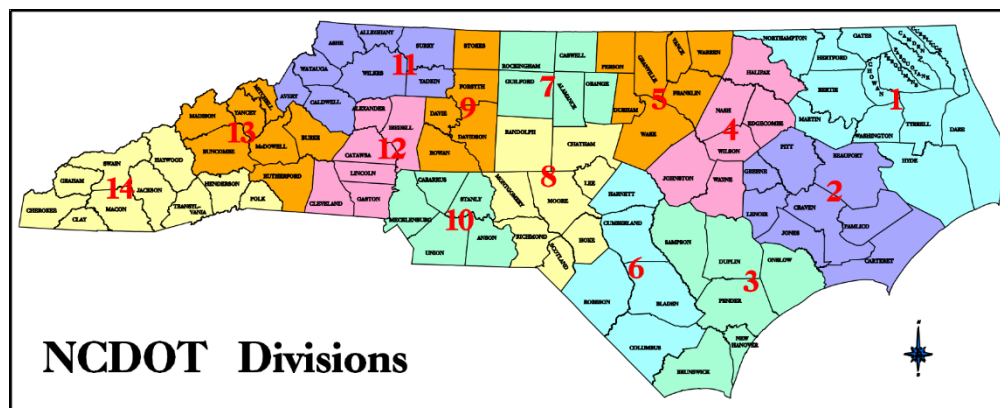 ASHE
ALLEGHANY
SURRY
STOKES
ROCKINGHAM
CASWELL
PERSON
GRANVILLE
VANCE
WARREN
NORTHAMPTON
GATES
CAMDEN
HERTFORD
HALIFAX
WATAUGA
WILKES
11
YADKIN
FORSYTH
GUILFORD
7
ALAMANCE
ORANGE
DURHAM
5
FRANKLIN
BERTIE
CHOWAN
1
AVERY
CALDWELL
ALEXANDER
IREDELL
DAVIE
9
DAVIDSON
RANDOLPH
CHATHAM
WAKE
NASH
4
EDGECOMBE
MARTIN
WASHINGTON
TYRRELL
DARE
MADISON
YANCEY
MITCHELL
13
BUNCOMBE
McDOWELL
BURKE
CATAWBA
12
ROWAN
WILSON
PITT
BEAUFORT
HYDE
SWAIN
HAYWOOD
RUTHERFORD
LINCOLN
CABARRUS
STANLY
MONTGOMERY
8
MOORE
LEE
HARNETT
JOHNSTON
WAYNE
GREENE
2
GRAHAM
14
JACKSON
HENDERSON
POLK
CLEVELAND
GASTON
MECKLENBURG
10
CHEROKEE
CLAY
MACON
TRANSYL-
VANIA
UNION
ANSON
RICHMOND
SCOTLAND
HOKE
CUMBERLAND
SAMPSON
DUPLIN
LENOIR
CRAVEN
JONES
PAMLICO
CARTERET
ONSLOW
6
3
ROBESON
BLADEN
PENDER
COLUMBUS
NEW
HANOVER
BRUNSWICK
NCDOT Divisions